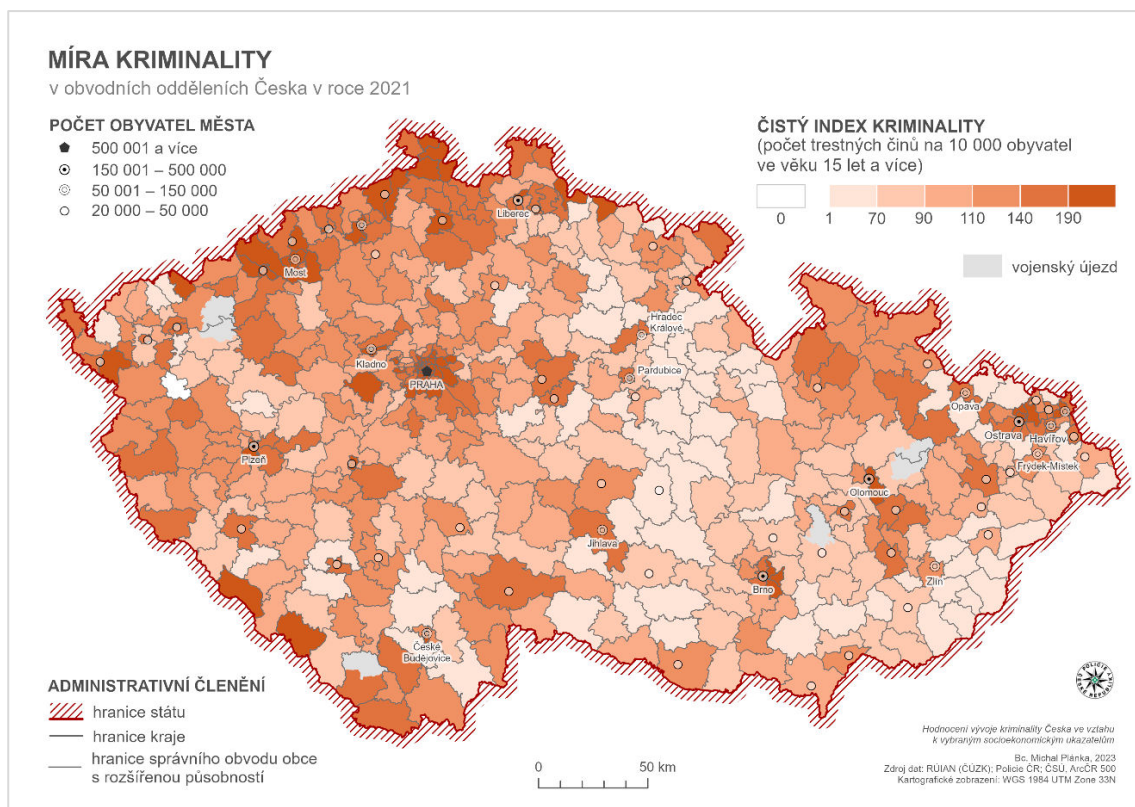 MÍRA KRIMINALITY
v obvodních odděleních Česka v roce 2021
POČET OBYVATEL MĚSTA
500 001 a více
150 001 – 500 000
50 001 – 150 000
20 000 – 50 000
ČISTÝ INDEX KRIMINALITY
(počet trestných činů na 10 000 obyvatel
ve věku 15 let a více)
0 1 70 90 110 140 190
vojenský újezd
Liberec
Most
Hradec
Králové
Kladno
PRAHA
Pardubice
Opava
Ostrava
Havířov
Plzeň
Frýdek-Místek
Olomouc
Jihlava
Zlín
Brno
České
Budějovice
ADMINISTRATIVNÍ ČLENĚNÍ
hranice státu
hranice kraje
hranice správního obvodu obce
s rozšířenou působností
0 50 km
POLICIE
ČESKÉ REPUBLIKY
Hodnocení vývoje kriminality Česka ve vztahu
k vybraným socioekonomickým ukazatelům
Bc. Michal Plánka, 2023
Zdroj dat: RÚIAN (ČÚZK); Policie ČR; ČSÚ, ArcČR 500
Kartografické zobrazení: WGS 1984 UTM Zone 33N